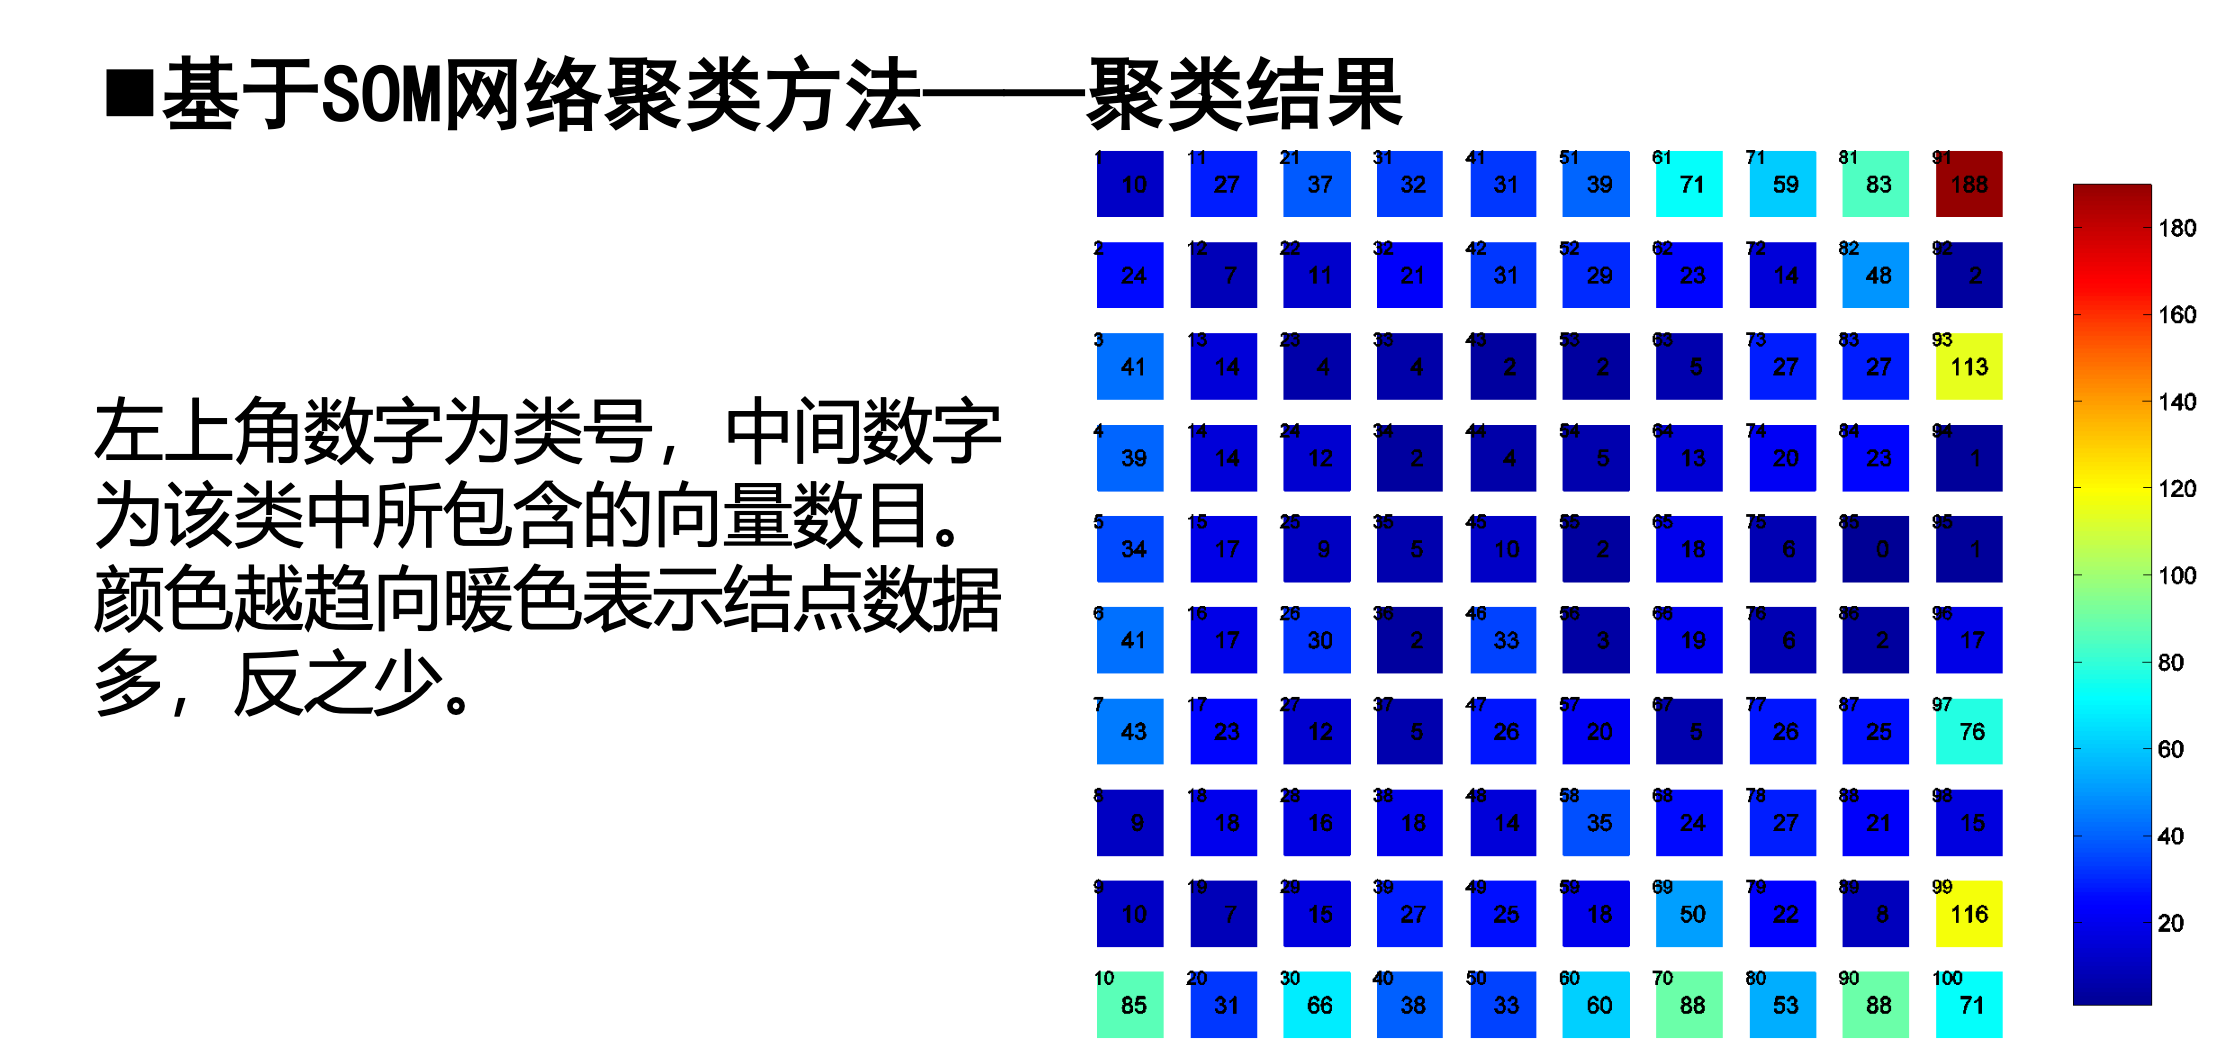 ■基于SOM网络聚类方法——聚类结果
左上角数字为类号，中间数字
为该类中所包含的向量数目。
颜色越趋向暖色表示结点数据
多，反之少。
1 11 21 31 41 51 61 71 81 91
10 27 37 32 31 39 71 59 83 188
2 12 22 32 42 52 62 72 82 92
24 7 11 21 31 29 23 14 48 2
3 13 23 33 43 53 63 73 83 93
41 14 4 4 2 2 5 27 27 113
4 14 24 34 44 54 64 74 84 94
39 14 12 2 4 5 13 20 23 1
5 15 25 35 45 55 65 75 85 95
34 17 9 5 10 2 18 6 0 1
6 16 26 36 46 56 66 76 86 96
41 17 30 2 33 3 19 6 2 17
7 17 27 37 47 57 67 77 87 97
43 23 12 5 26 20 5 26 25 76
8 18 28 38 48 58 68 78 88 98
9 18 16 18 14 35 24 27 21 15
9 19 29 39 49 59 69 79 89 99
10 7 15 27 25 18 50 22 8 116
10 20 30 40 50 60 70 80 90 100
85 31 66 38 33 60 88 53 88 71
180
160
140
120
100
80
60
40
20